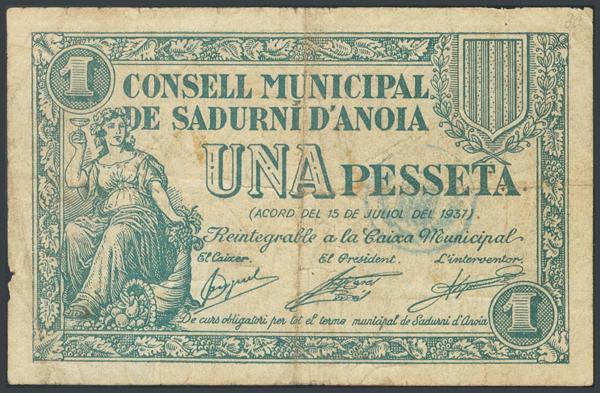 1
CONSELL MUNICIPAL
DE SADURNÍ D'ANOIA
UNA PESSETA
(ACORD DEL 15 DE JULIOL DEL 1937)
Reintegrable a la Caixa Municipal
El Caixer. El President. L'interventor.
De curs obligatori per tot el terme municipal de Sadurní d'Anoia
1